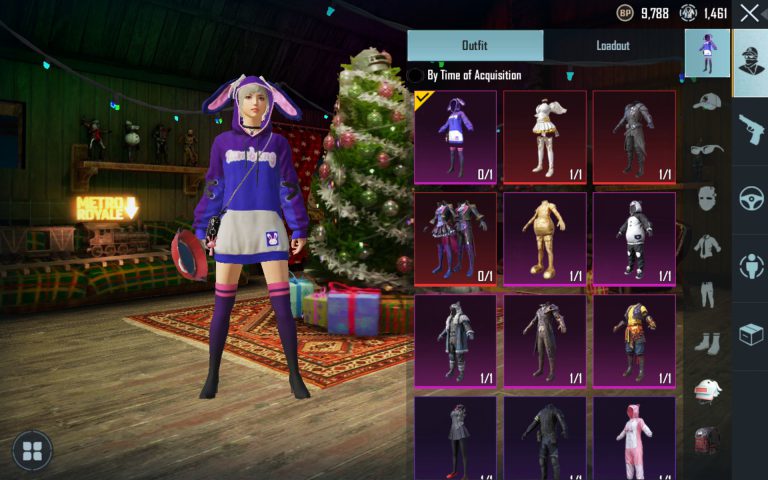 BP 9,788 1,461
Outfit Loadout
By Time of Acquisition
0/1 1/1 1/1
METRO
ROYALE
0/1 1/1 1/1
1/1 1/1 1/1